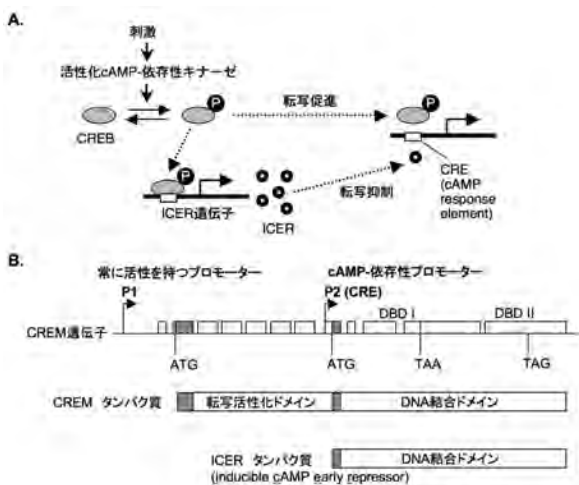 A.
刺激
活性化cAMP-依存性キナーゼ
P
CREB
転写促進
P
P
ICER遺伝子
ICER
転写抑制
CRE
(cAMP
response
element)
B.
常に活性を持つプロモーター
cAMP-依存性プロモーター
P1
P2 (CRE)
DBD I
DBD II
CREM遺伝子
ATG
ATG
TAA
TAG
CREM タンパク質
転写活性化ドメイン
DNA結合ドメイン
ICER タンパク質
DNA結合ドメイン
(inducible cAMP early repressor)